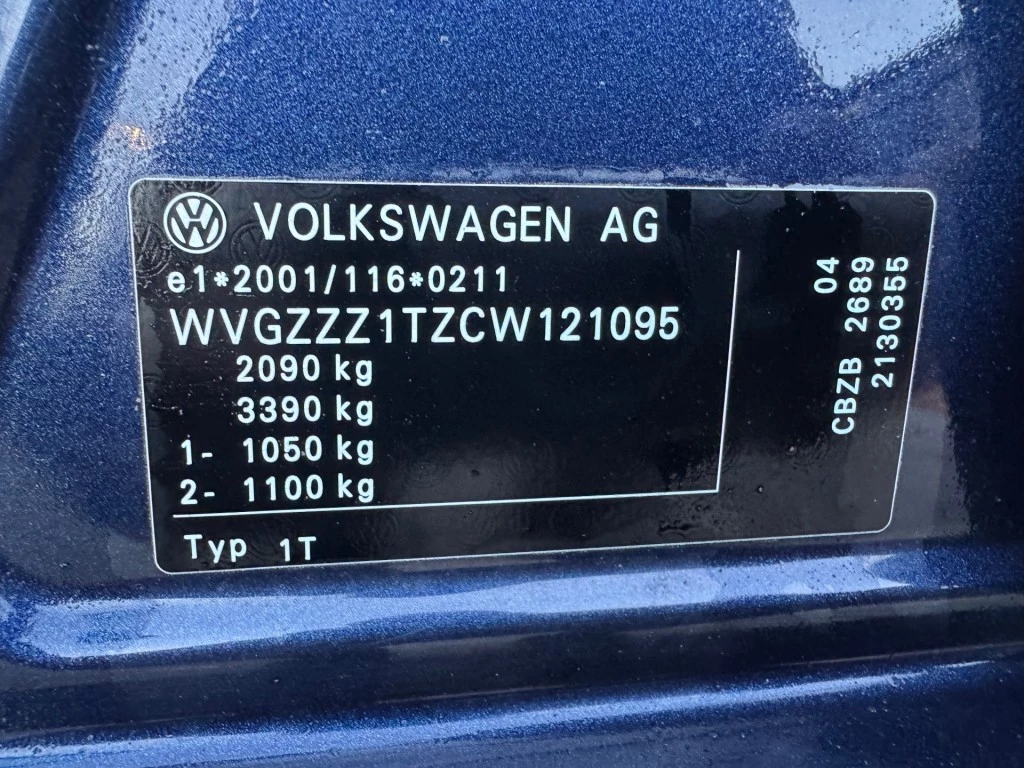 VOLKSWAGEN AG
e1*2001/116*0211
WVGZZZ1TZCW121095
2090 kg
3390 kg
1- 1050 kg
2- 1100 kg
Typ 1T
04
CBZB 2689
2130355